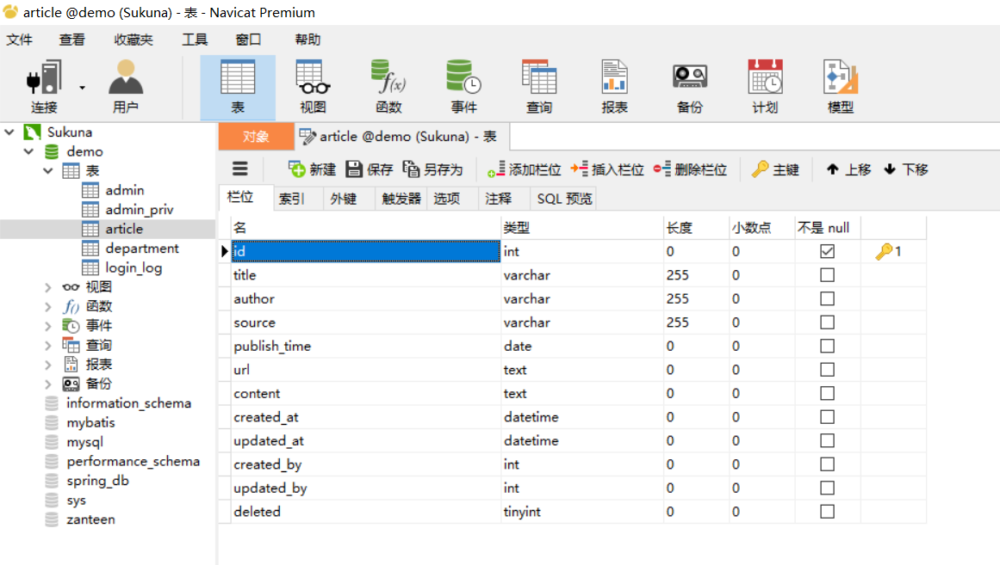 article @demo (Sukuna) - 表 - Navicat Premium
文件 查看 收藏夹 工具 窗口 帮助
连接 用户 表 视图 函数 事件 查询 报表 备份 计划 模型
Sukuna
demo
表
admin
admin_priv
article
department
login_log
视图
函数
事件
查询
报表
备份
information_schema
mybatis
mysql
performance_schema
spring_db
sys
zanteen
对象 article @demo (Sukuna) - 表
新建 保存 另存为 添加栏位 插入栏位 删除栏位 主键 上移 下移
栏位 索引 外键 触发器 选项 注释 SQL 预览
名 类型 长度 小数点 不是 null
id int 0 0 1
title varchar 255 0
author varchar 255 0
source varchar 255 0
publish_time date 0 0
url text 0 0
content text 0 0
created_at datetime 0 0
updated_at datetime 0 0
created_by int 0 0
updated_by int 0 0
deleted tinyint 0 0